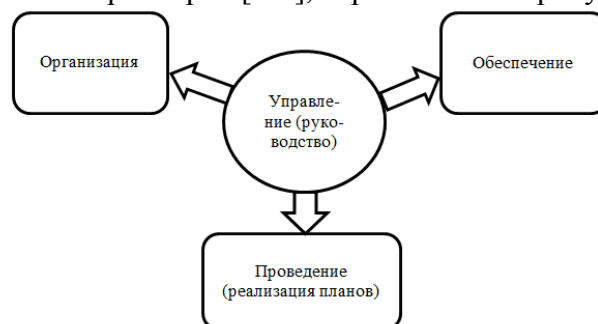 Организация
Обеспечение
Управле-
ние (руко-
водство)
Проведение
(реализация планов)